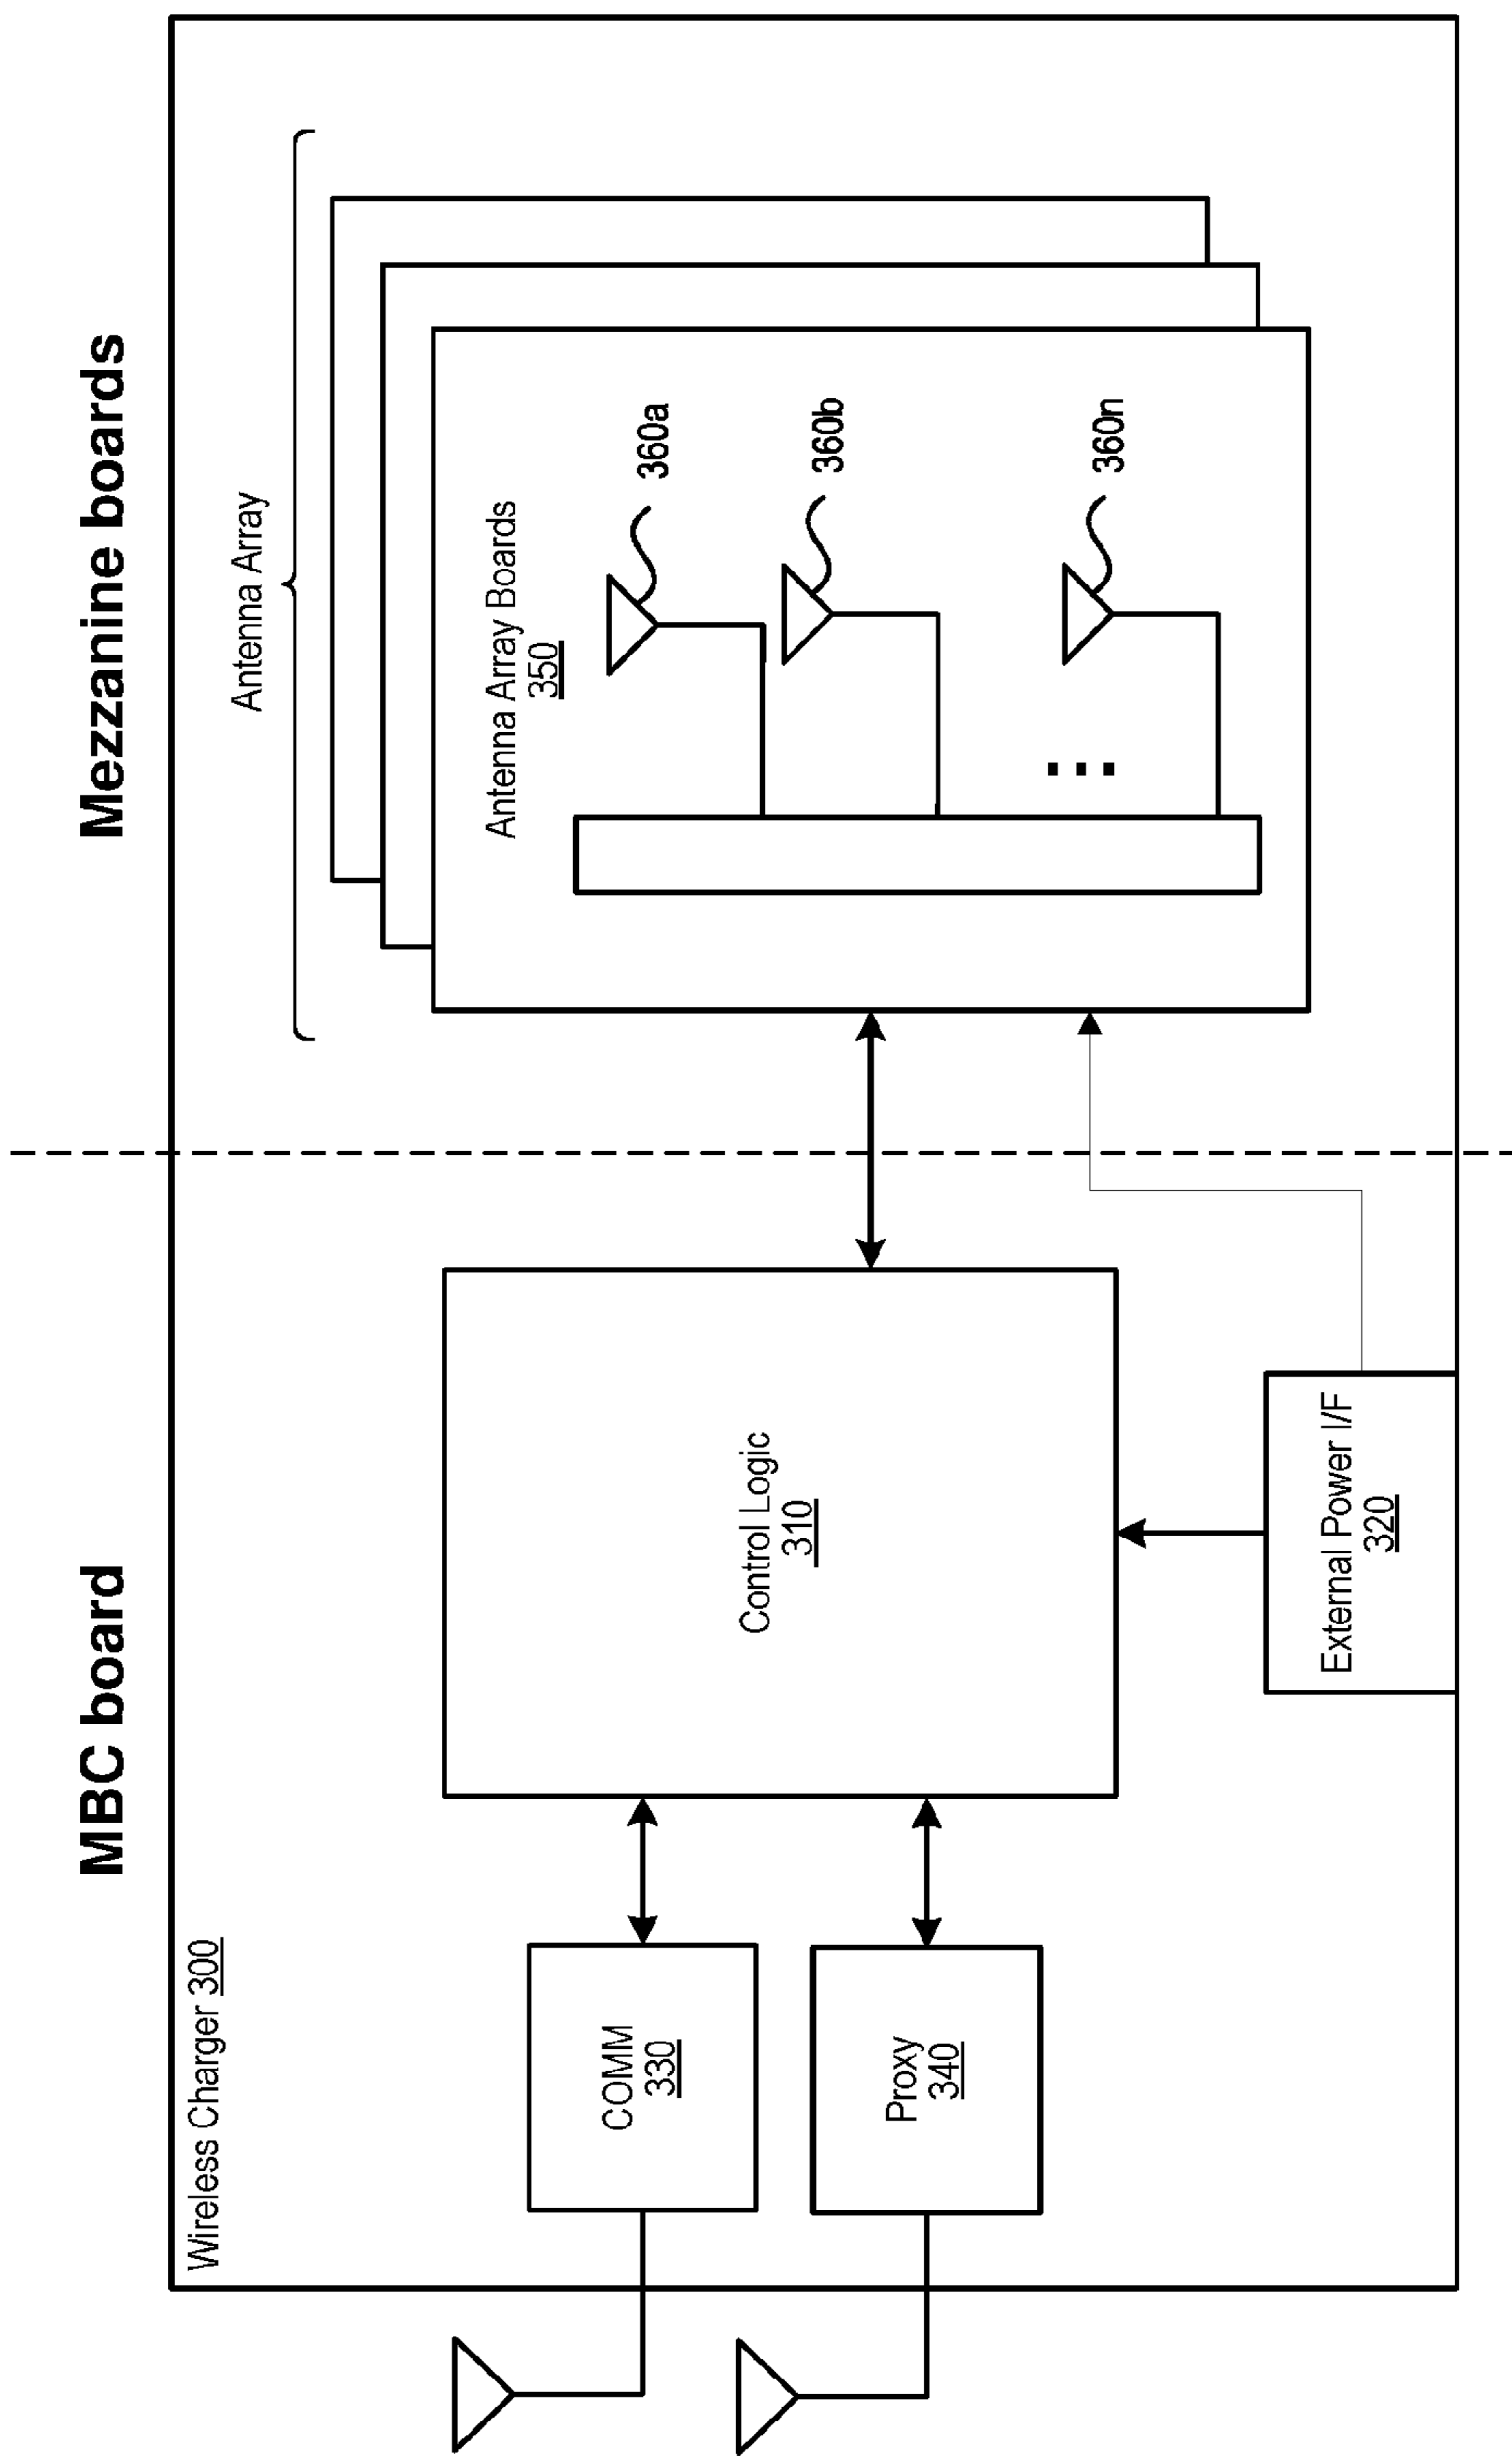 MBC board
Mezzanine boards
Wireless Charger 300
Antenna Array
COMM
330
Proxy
340
Control Logic
310
External Power I/F
320
Antenna Array Boards
350
360a
360b
...
360n